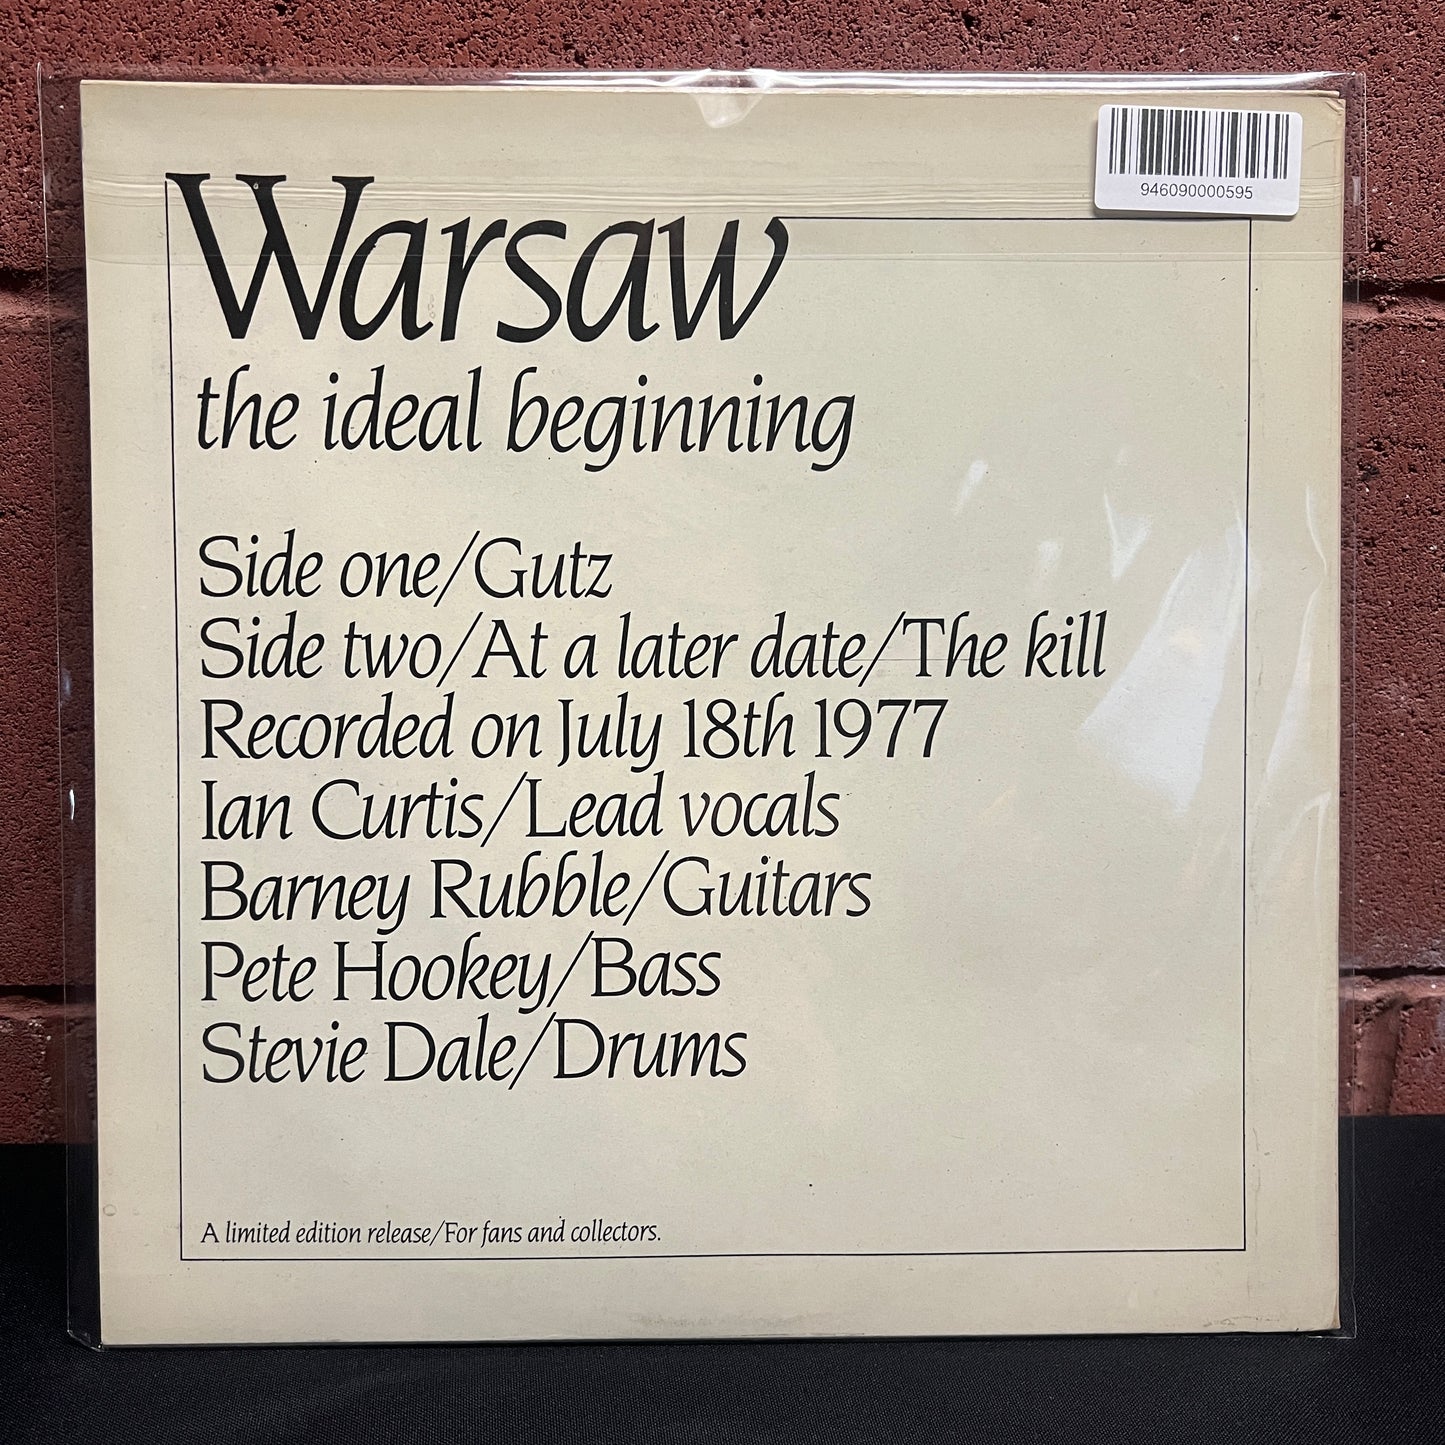 946090000595
Warsaw
the ideal beginning
Side one/Gutz
Side two/At a later date/The kill
Recorded on July 18th 1977
Ian Curtis/Lead vocals
Barney Rubble/Guitars
Pete Hookey/Bass
Stevie Dale/Drums
A limited edition release/For fans and collectors.